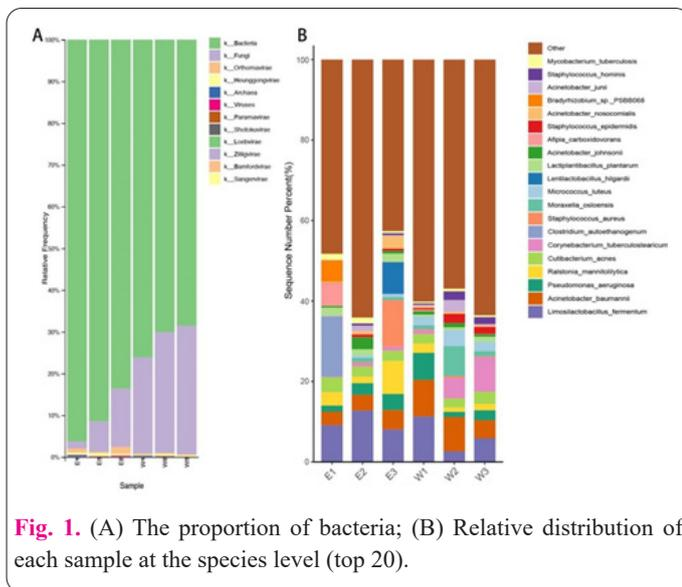 A
100%
90%
80%
70%
60%
50%
40%
30%
20%
10%
0%
Relative Frequency
Sample
k__Bacteria
k__Fungi
k__Orthornavirae
k__Heunggongvirae
k__Archaea
k__Viruses
k__Pararnavirae
k__Shotokuvirae
k__Loebvirae
k__Zilligvirae
k__Bamfordvirae
k__Sangervirae
B
100
80
60
40
20
0
Sequence Number Percent(%)
E1 E2 E3 W1 W2 W3
Other
Mycobacterium_tuberculosis
Staphylococcus_hominis
Acinetobacter_junii
Bradyrhizobium_sp._PSBB068
Acinetobacter_nosocomialis
Staphylococcus_epidermidis
Afipia_carboxidovorans
Acinetobacter_johnsonii
Lactiplantibacillus_plantarum
Lentilactobacillus_hilgardii
Micrococcus_luteus
Moraxella_osloensis
Staphylococcus_aureus
Clostridium_autoethanogenum
Corynebacterium_tuberculostearicum
Cutibacterium_acnes
Ralstonia_mannitolilytica
Pseudomonas_aeruginosa
Acinetobacter_baumannii
Limosilactobacillus_fermentum
Fig. 1. (A) The proportion of bacteria; (B) Relative distribution of
each sample at the species level (top 20).